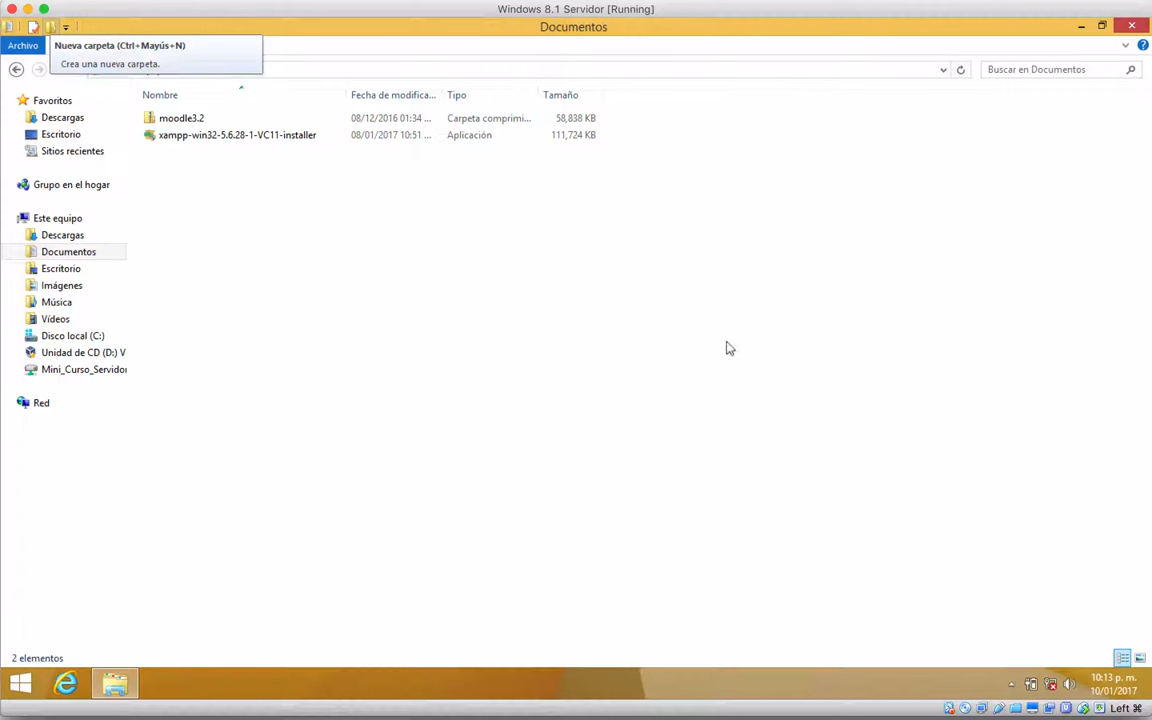 Windows 8.1 Servidor [Running]
Documentos
Archivo
Nueva carpeta (Ctrl+Mayús+N)
Crea una nueva carpeta.
Buscar en Documentos
Nombre Fecha de modifica... Tipo Tamaño
moodle3.2 08/12/2016 01:34 ... Carpeta comprimi... 58,838 KB
xampp-win32-5.6.28-1-VC11-installer 08/01/2017 10:51 ... Aplicación 111,724 KB
Favoritos
Descargas
Escritorio
Sitios recientes
Grupo en el hogar
Este equipo
Descargas
Documentos
Escritorio
Imágenes
Música
Vídeos
Disco local (C:)
Unidad de CD (D:) V
Mini_Curso_Servidor
Red
2 elementos
10:13 p. m.
10/01/2017
Left ⌘